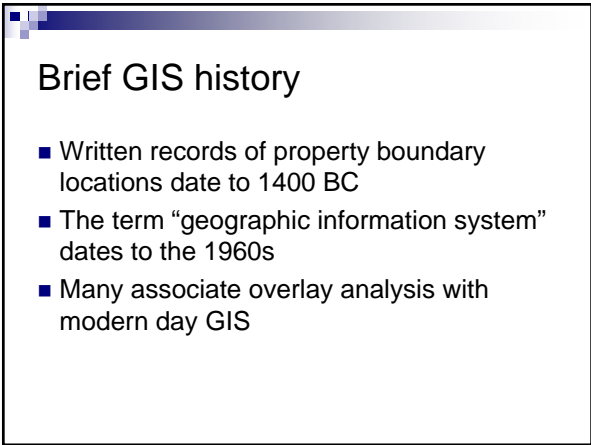 Brief GIS history
■ Written records of property boundary
locations date to 1400 BC
■ The term “geographic information system”
dates to the 1960s
■ Many associate overlay analysis with
modern day GIS